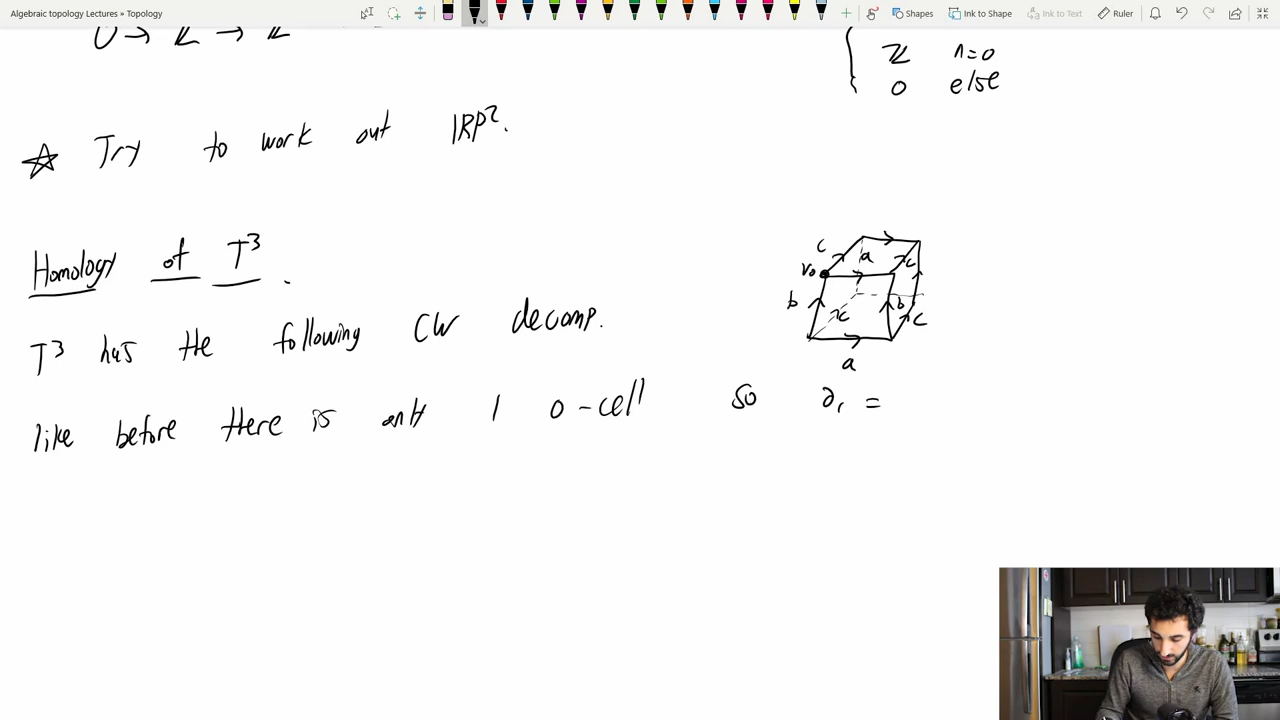 Algebraic topology Lectures » Topology
Shapes
Ink to Shape
Ink to Text
Ruler
0 → ℤ → ℤ
ℤ n=0
0 else
☆ Try to work out IRP².
Homology of T³.
c
v₀ a c
b c b c
a
T³ has the following CW decomp.
like before there is only 1 0-cell so ∂₁ =